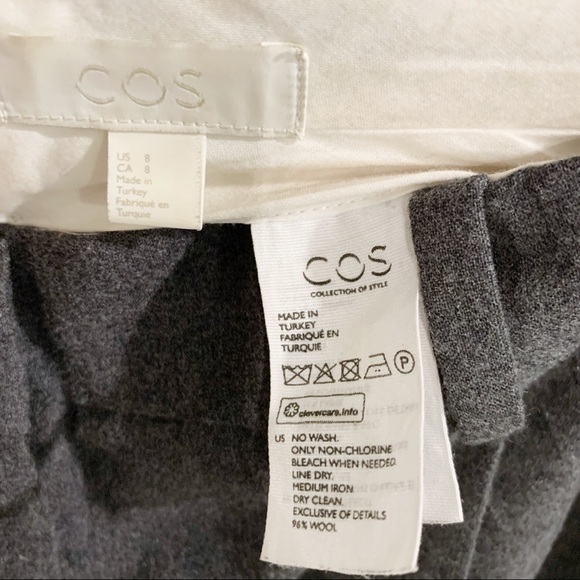 COS
US 8
CA 8
Made in
Turkey
Fabriqué en
Turquie
COS
COLLECTION OF STYLE
MADE IN
TURKEY
FABRIQUÉ EN
TURQUIE
P
clevercare.info
US NO WASH.
ONLY NON-CHLORINE
BLEACH WHEN NEEDED.
LINE DRY.
MEDIUM IRON.
DRY CLEAN.
EXCLUSIVE OF DETAILS
96% WOOL